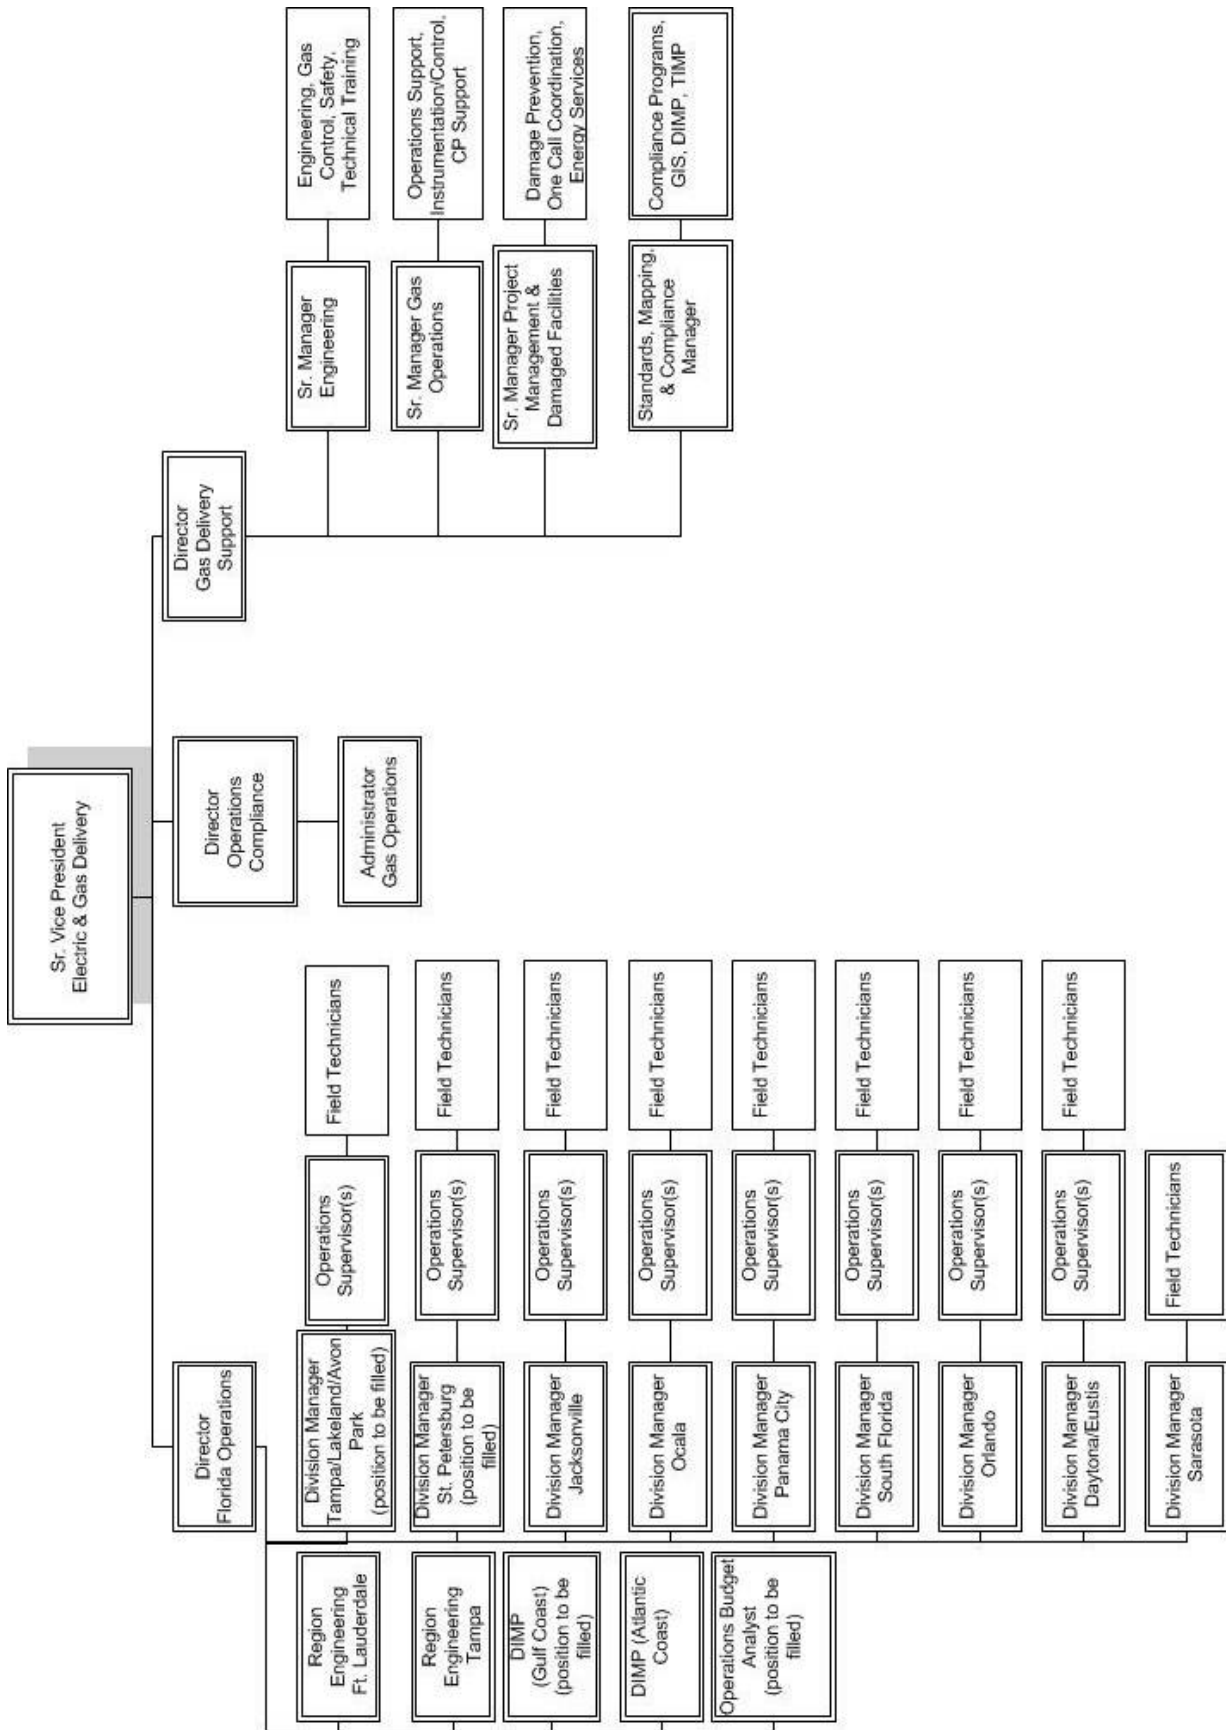 Sr. Vice President
Electric & Gas Delivery
Director
Florida Operations
Director
Operations
Compliance
Director
Gas Delivery
Support
Administrator
Gas Operations
Region
Engineering
Ft. Lauderdale
Region
Engineering
Tampa
DIMP
(Gulf Coast)
(position to be
filled)
DIMP (Atlantic
Coast)
Operations Budget
Analyst
(position to be
filled)
Division Manager
Tampa/Lakeland/Avon
Park
(position to be filled)
Operations
Supervisor(s)
Field Technicians
Division Manager
St. Petersburg
(position to be
filled)
Operations
Supervisor(s)
Field Technicians
Division Manager
Jacksonville
Operations
Supervisor(s)
Field Technicians
Division Manager
Ocala
Operations
Supervisor(s)
Field Technicians
Division Manager
Panama City
Operations
Supervisor(s)
Field Technicians
Division Manager
South Florida
Operations
Supervisor(s)
Field Technicians
Division Manager
Orlando
Operations
Supervisor(s)
Field Technicians
Division Manager
Daytona/Eustis
Operations
Supervisor(s)
Field Technicians
Division Manager
Sarasota
Field Technicians
Sr. Manager
Engineering
Engineering, Gas
Control, Safety,
Technical Training
Sr. Manager Gas
Operations
Operations Support,
Instrumentation/Control,
CP Support
Sr. Manager Project
Management &
Damaged Facilities
Damage Prevention,
One Call Coordination,
Energy Services
Standards, Mapping,
& Compliance
Manager
Compliance Programs,
GIS, DIMP, TIMP